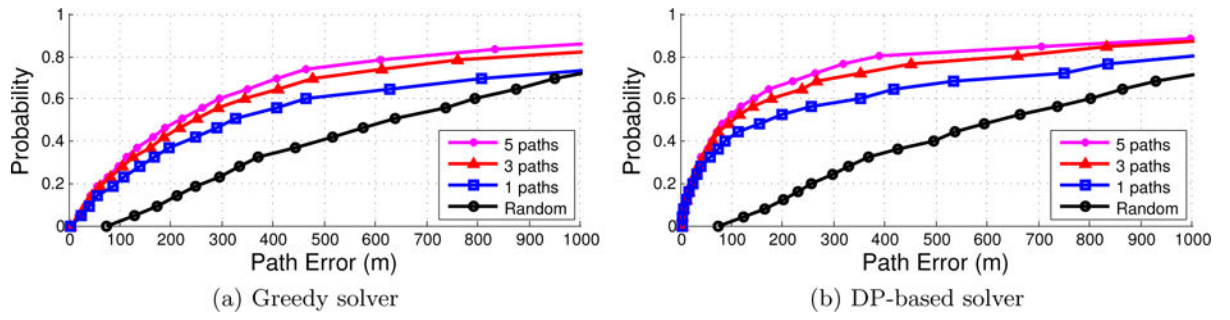 1
0.8
0.6
0.4
0.2
0
Probability
0 100 200 300 400 500 600 700 800 900 1000
Path Error (m)
5 paths
3 paths
1 paths
Random
(a) Greedy solver
1
0.8
0.6
0.4
0.2
0
Probability
0 100 200 300 400 500 600 700 800 900 1000
Path Error (m)
5 paths
3 paths
1 paths
Random
(b) DP-based solver